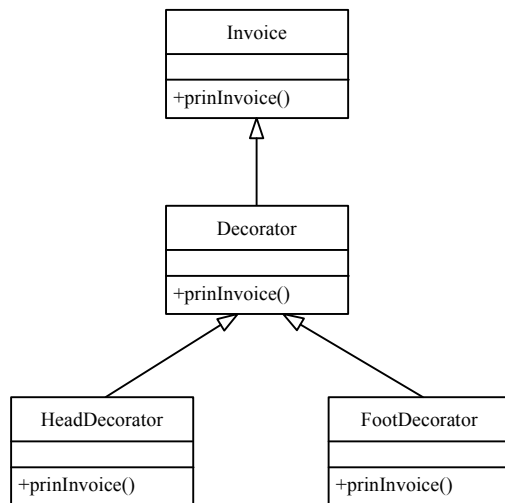 Invoice
+prinInvoice()
Decorator
+prinInvoice()
HeadDecorator
+prinInvoice()
FootDecorator
+prinInvoice()